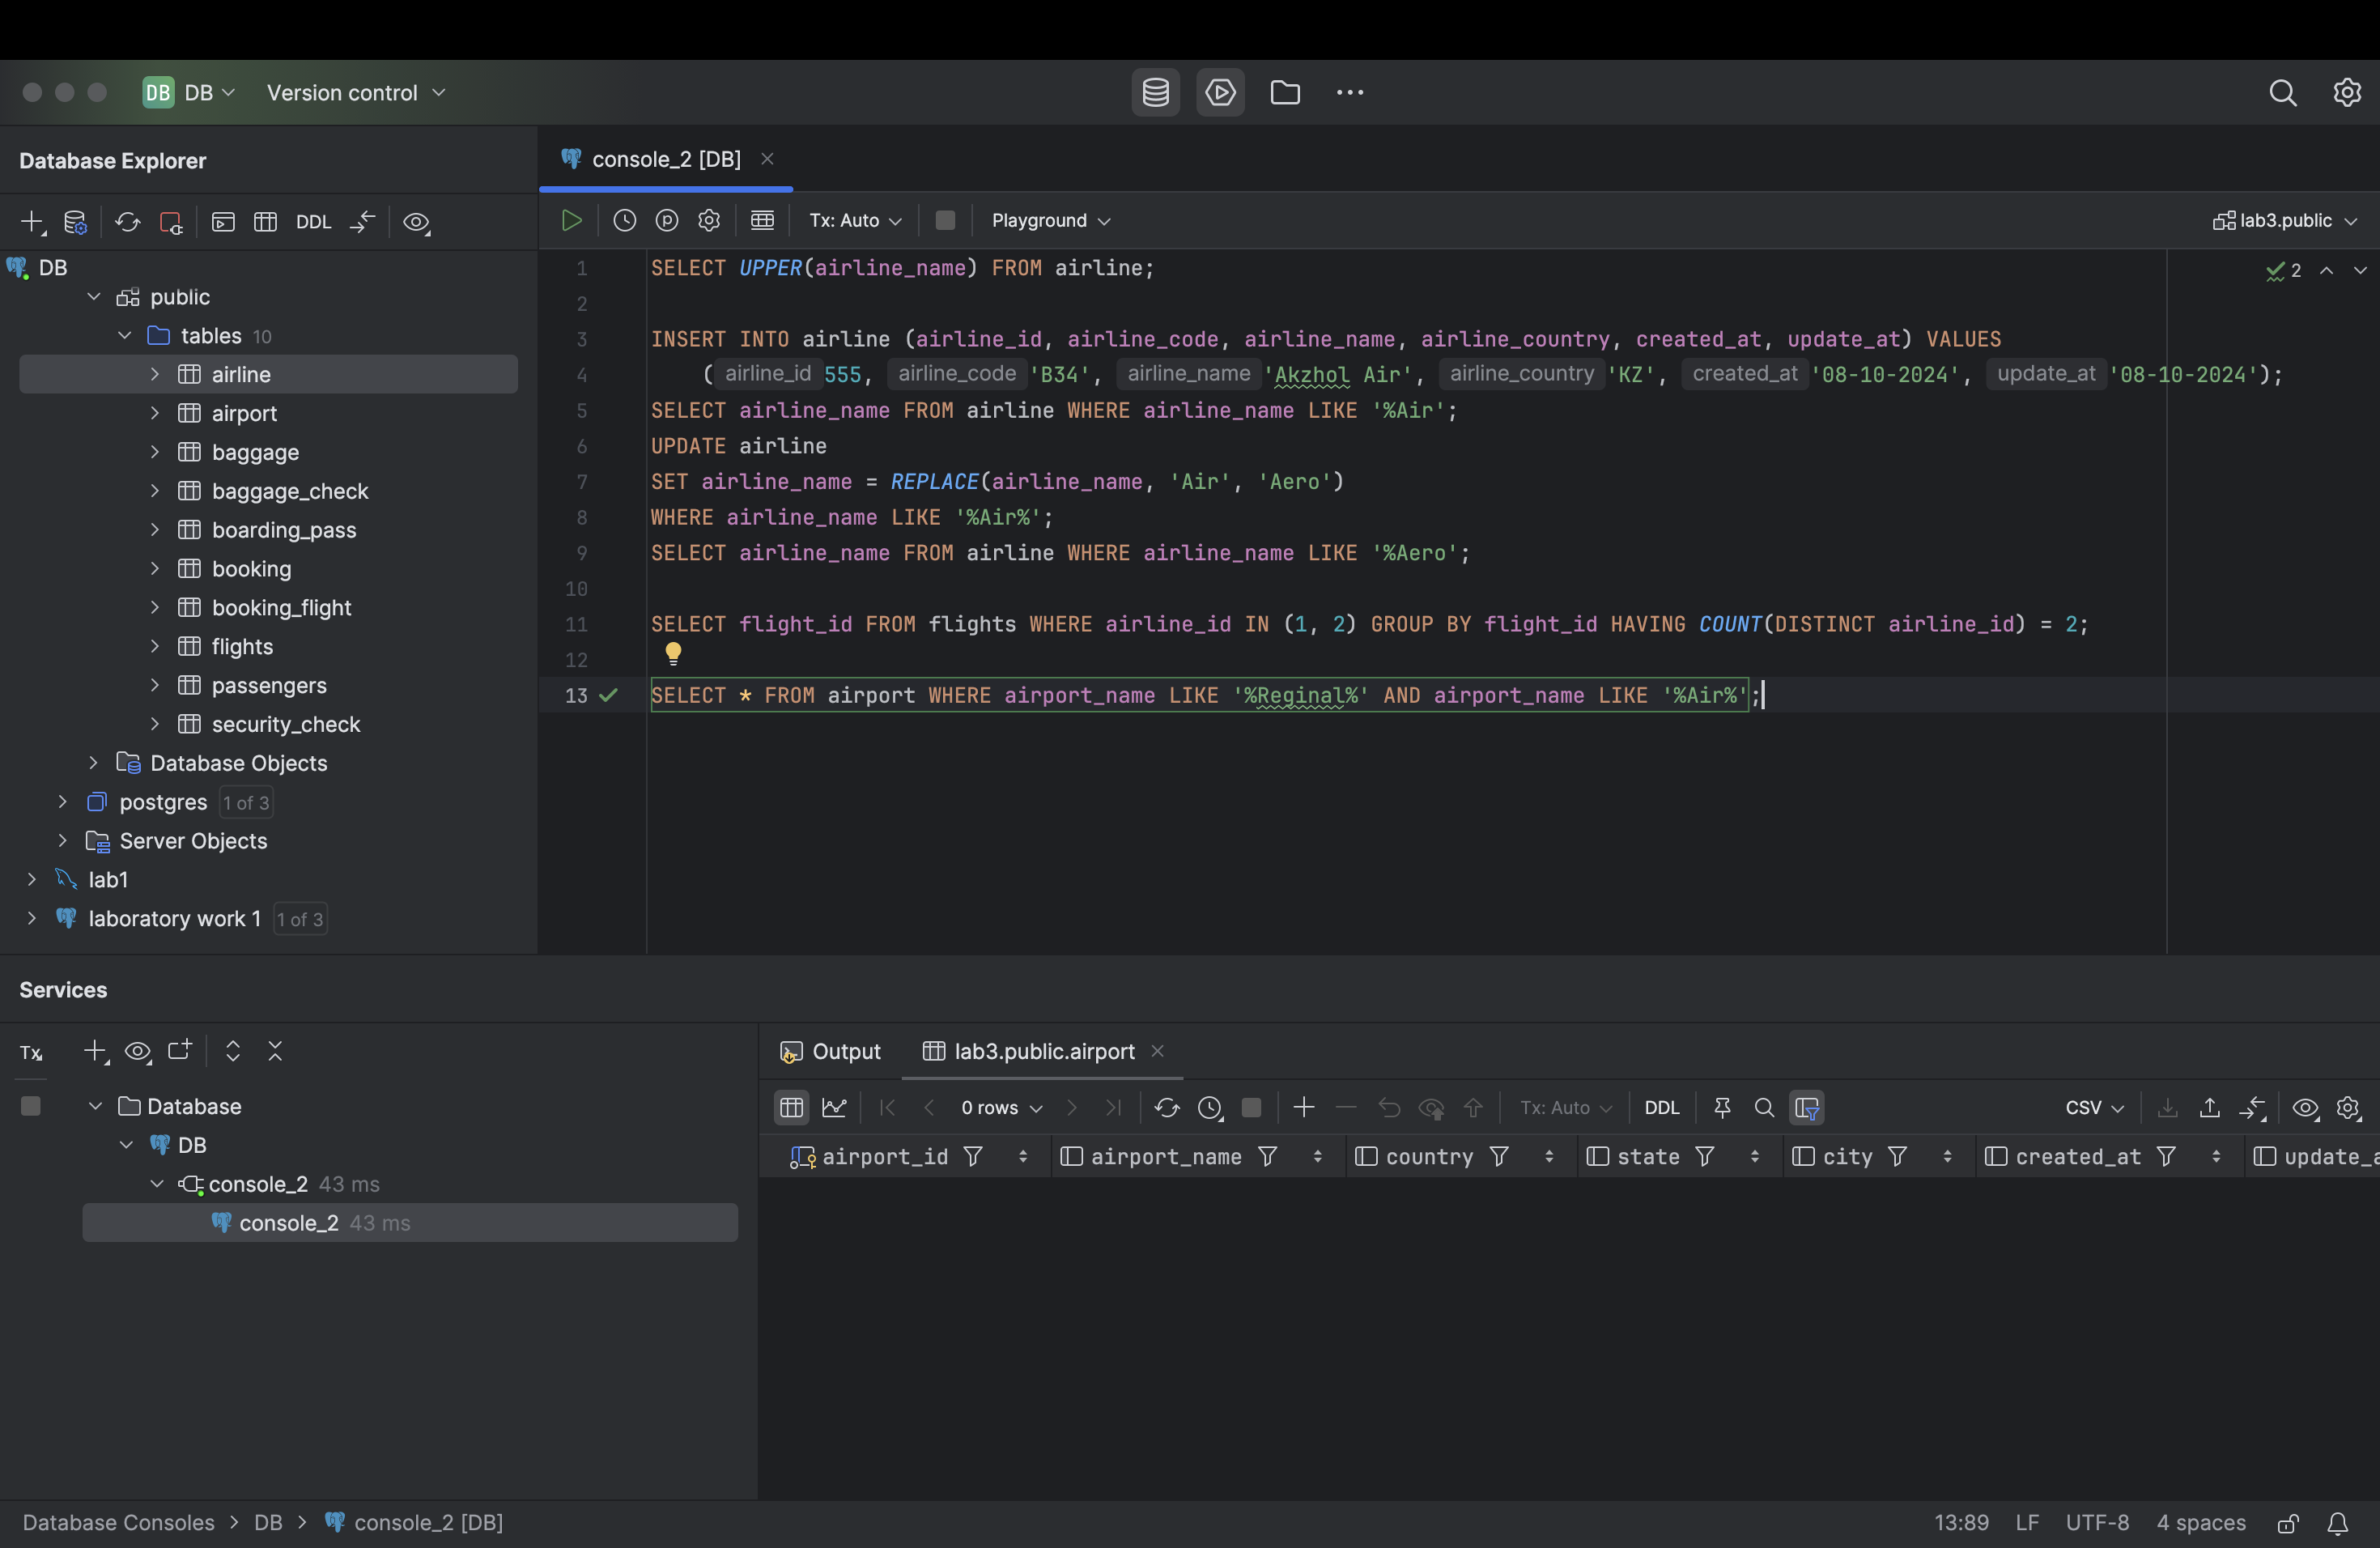 DB DB Version control
Database Explorer
console_2 [DB]
DDL
Tx: Auto Playground lab3.public
DB
public
tables 10
airline
airport
baggage
baggage_check
boarding_pass
booking
booking_flight
flights
passengers
security_check
Database Objects
postgres 1 of 3
Server Objects
lab1
laboratory work 1 1 of 3
2
1 SELECT UPPER(airline_name) FROM airline;
2
3 INSERT INTO airline (airline_id, airline_code, airline_name, airline_country, created_at, update_at) VALUES
4 ( airline_id 555, airline_code 'B34', airline_name 'Akzhol Air', airline_country 'KZ', created_at '08-10-2024', update_at '08-10-2024');
5 SELECT airline_name FROM airline WHERE airline_name LIKE '%Air';
6 UPDATE airline
7 SET airline_name = REPLACE(airline_name, 'Air', 'Aero')
8 WHERE airline_name LIKE '%Air%';
9 SELECT airline_name FROM airline WHERE airline_name LIKE '%Aero';
10
11 SELECT flight_id FROM flights WHERE airline_id IN (1, 2) GROUP BY flight_id HAVING COUNT(DISTINCT airline_id) = 2;
12
13 SELECT * FROM airport WHERE airport_name LIKE '%Reginal%' AND airport_name LIKE '%Air%';
Services
Tx
Database
DB
console_2 43 ms
console_2 43 ms
Output lab3.public.airport
0 rows Tx: Auto DDL CSV
airport_id airport_name country state city created_at update_a
Database Consoles > DB > console_2 [DB]
13:89 LF UTF-8 4 spaces